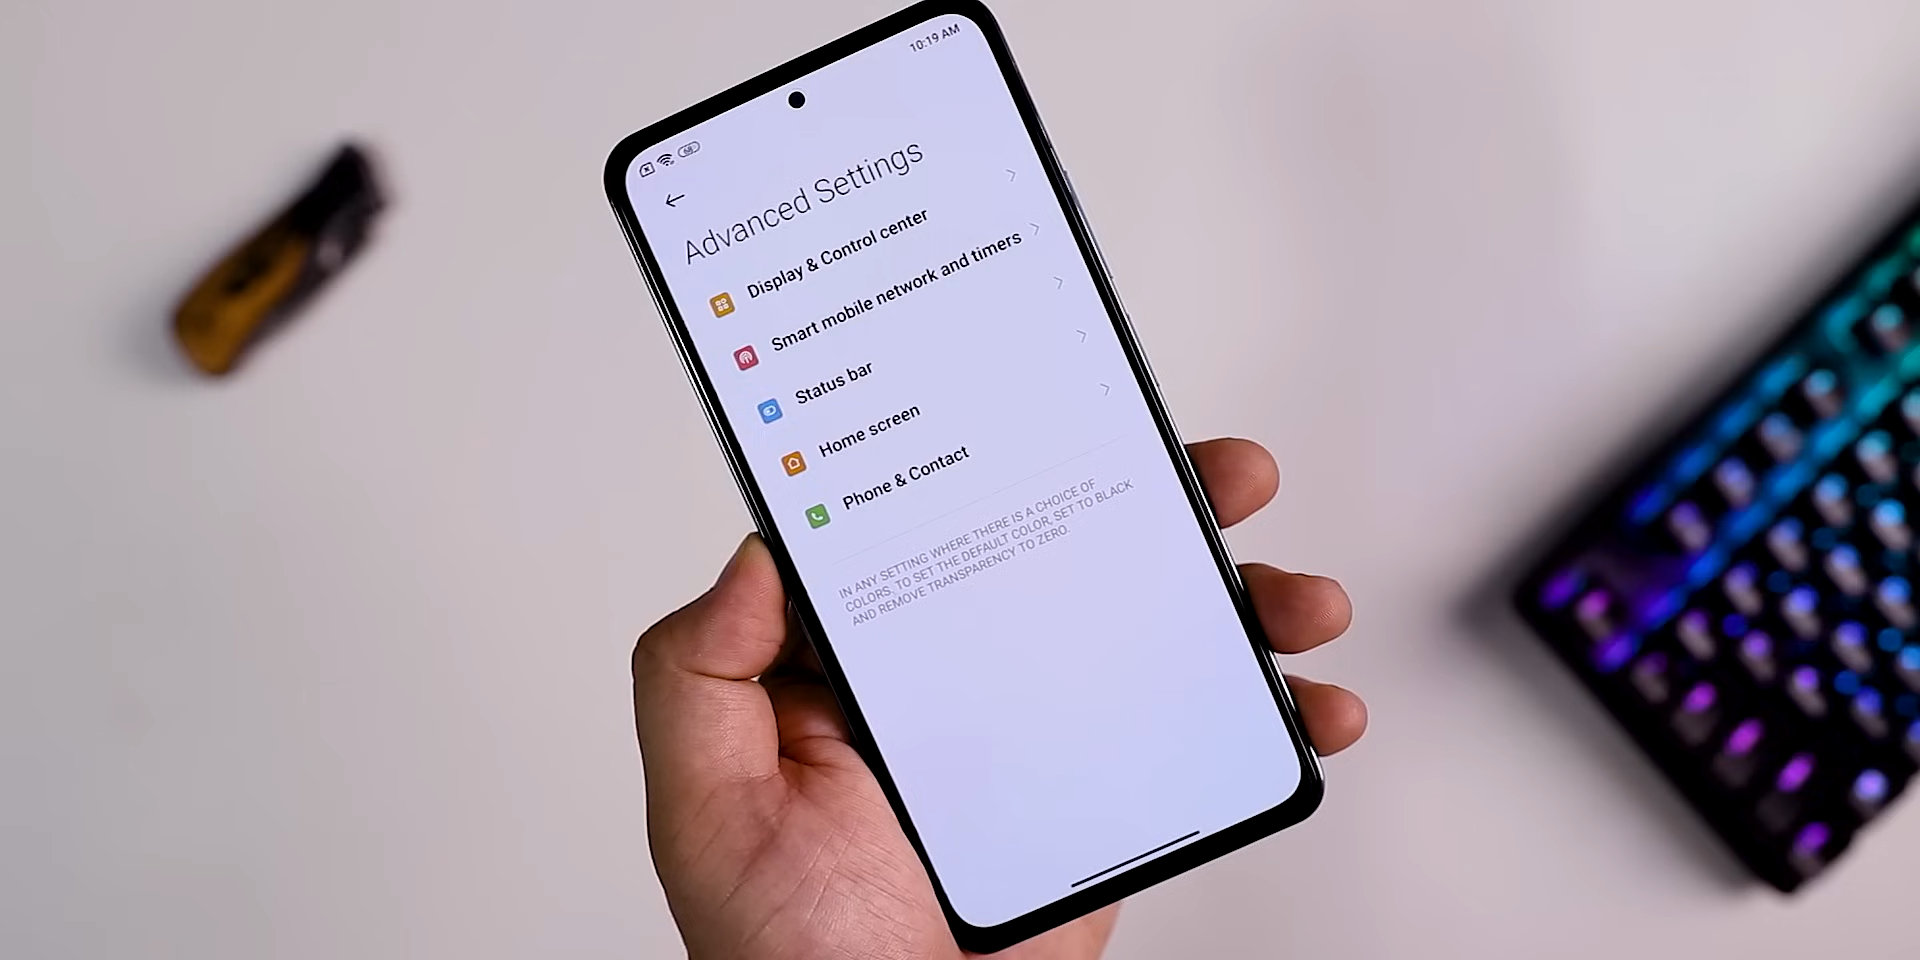 10:19 AM
Advanced Settings
Display & Control center
Smart mobile network and timers
Status bar
Home screen
Phone & Contact
IN ANY SETTING WHERE THERE IS A CHOICE OF
COLORS. TO SET THE DEFAULT COLOR, SET TO BLACK
AND REMOVE TRANSPARENCY TO ZERO.